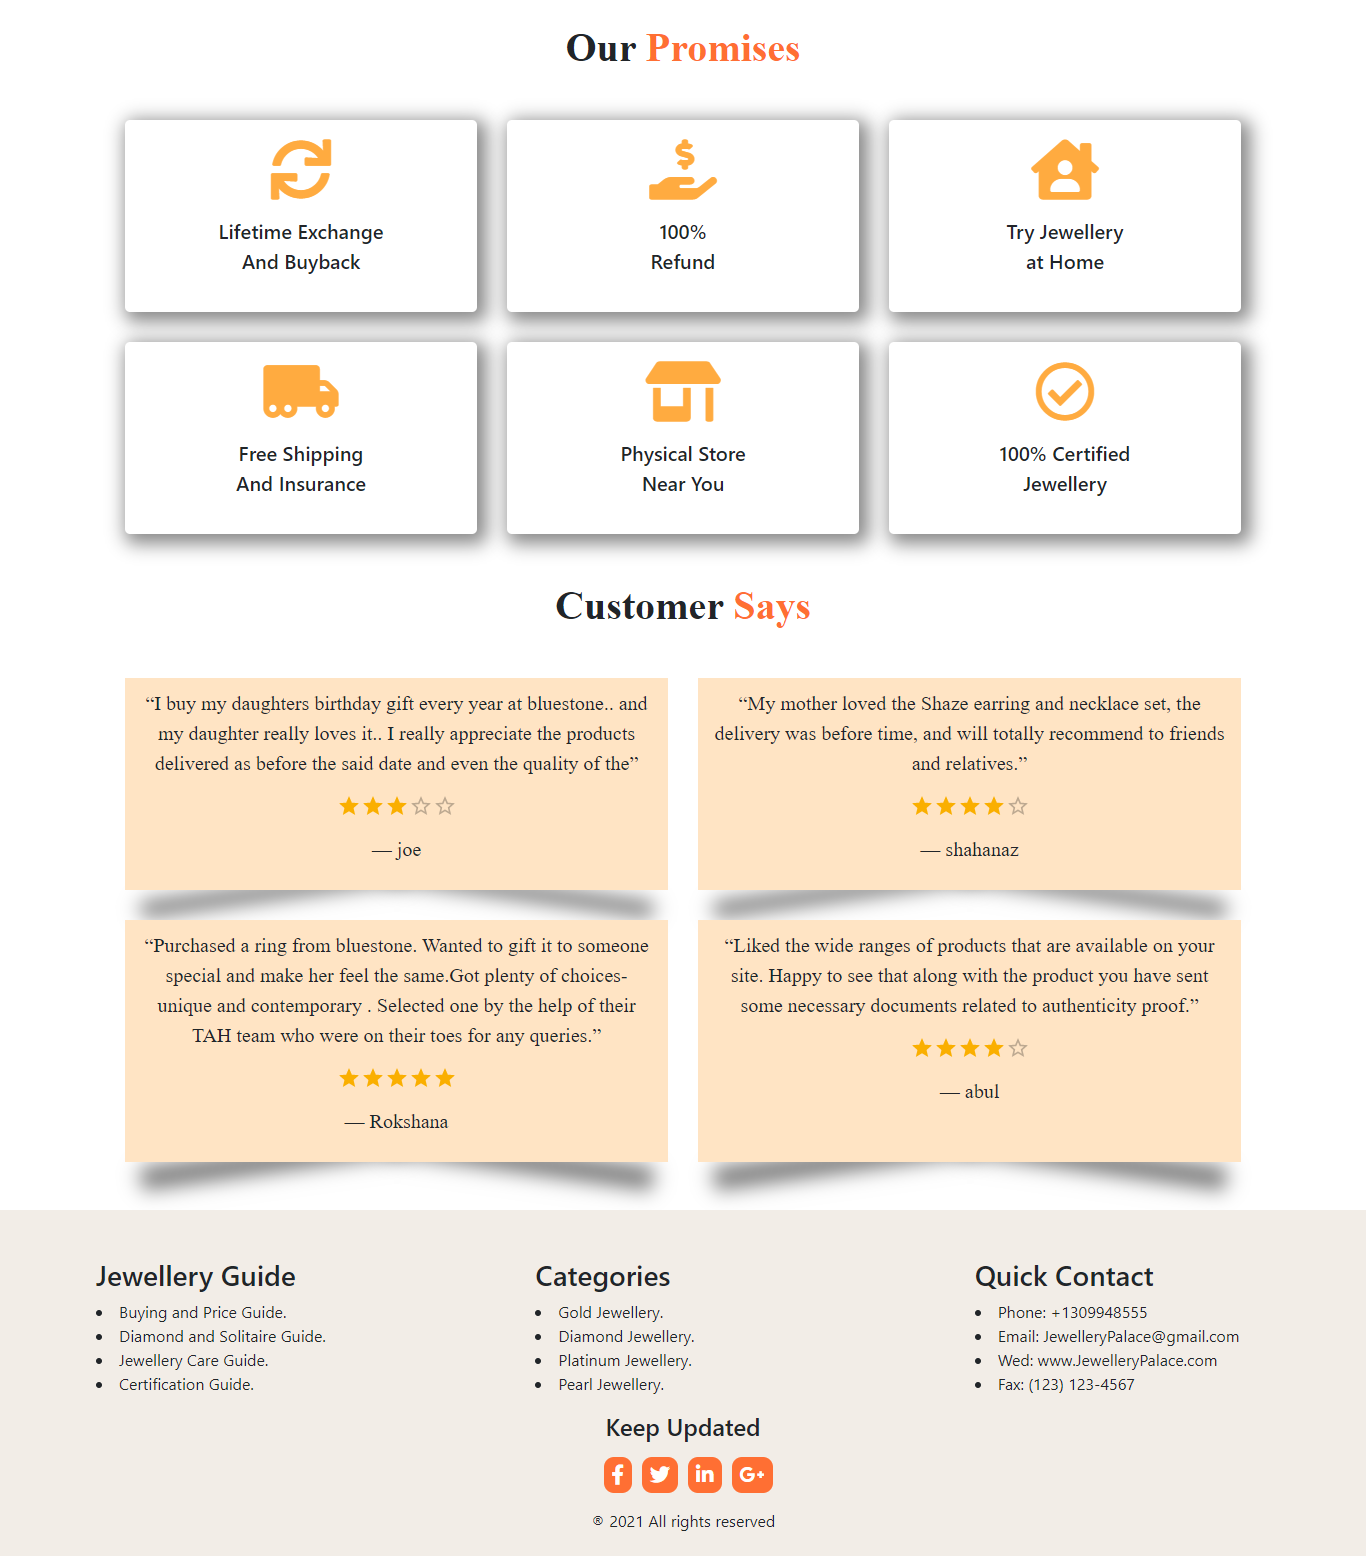 Our Promises
Lifetime Exchange
And Buyback
100%
Refund
Try Jewellery
at Home
Free Shipping
And Insurance
Physical Store
Near You
100% Certified
Jewellery
Customer Says
“I buy my daughters birthday gift every year at bluestone.. and
my daughter really loves it.. I really appreciate the products
delivered as before the said date and even the quality of the”
— joe
“My mother loved the Shaze earring and necklace set, the
delivery was before time, and will totally recommend to friends
and relatives.”
— shahanaz
“Purchased a ring from bluestone. Wanted to gift it to someone
special and make her feel the same.Got plenty of choices-
unique and contemporary . Selected one by the help of their
TAH team who were on their toes for any queries.”
— Rokshana
“Liked the wide ranges of products that are available on your
site. Happy to see that along with the product you have sent
some necessary documents related to authenticity proof.”
— abul
Jewellery Guide
• Buying and Price Guide.
• Diamond and Solitaire Guide.
• Jewellery Care Guide.
• Certification Guide.
Categories
• Gold Jewellery.
• Diamond Jewellery.
• Platinum Jewellery.
• Pearl Jewellery.
Quick Contact
• Phone: +1309948555
• Email: JewelleryPalace@gmail.com
• Wed: www.JewelleryPalace.com
• Fax: (123) 123-4567
Keep Updated
® 2021 All rights reserved